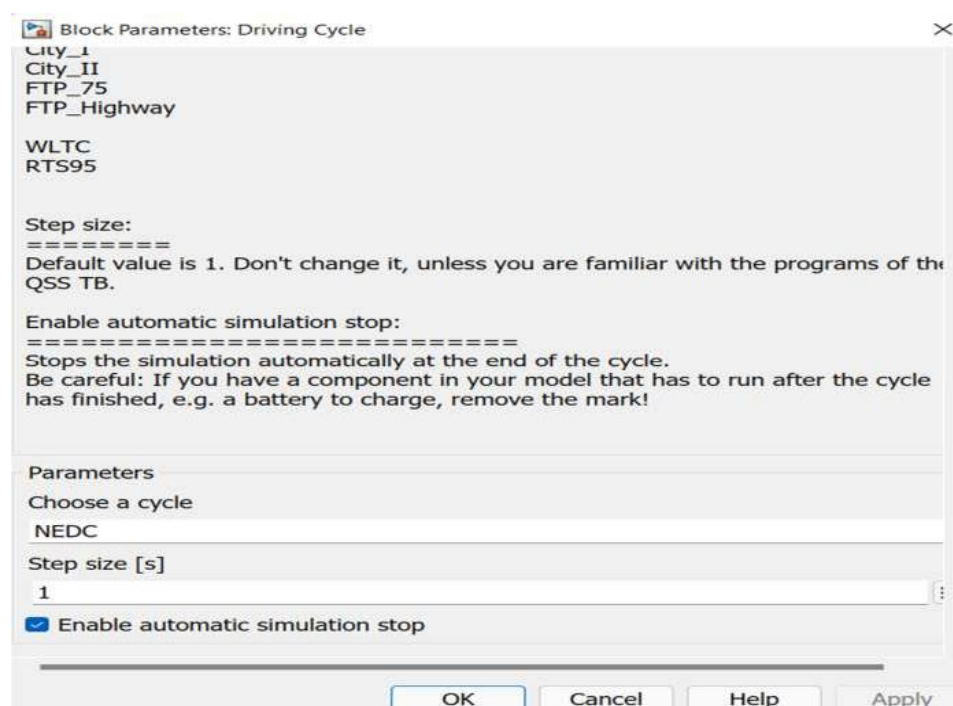 Block Parameters: Driving Cycle
City_I
City_II
FTP_75
FTP_Highway
WLTC
RTS95
Step size:
========
Default value is 1. Don't change it, unless you are familiar with the programs of the
QSS TB.
Enable automatic simulation stop:
===========================
Stops the simulation automatically at the end of the cycle.
Be careful: If you have a component in your model that has to run after the cycle
has finished, e.g. a battery to charge, remove the mark!
Parameters
Choose a cycle
NEDC
Step size [s]
1
Enable automatic simulation stop
OK Cancel Help Apply